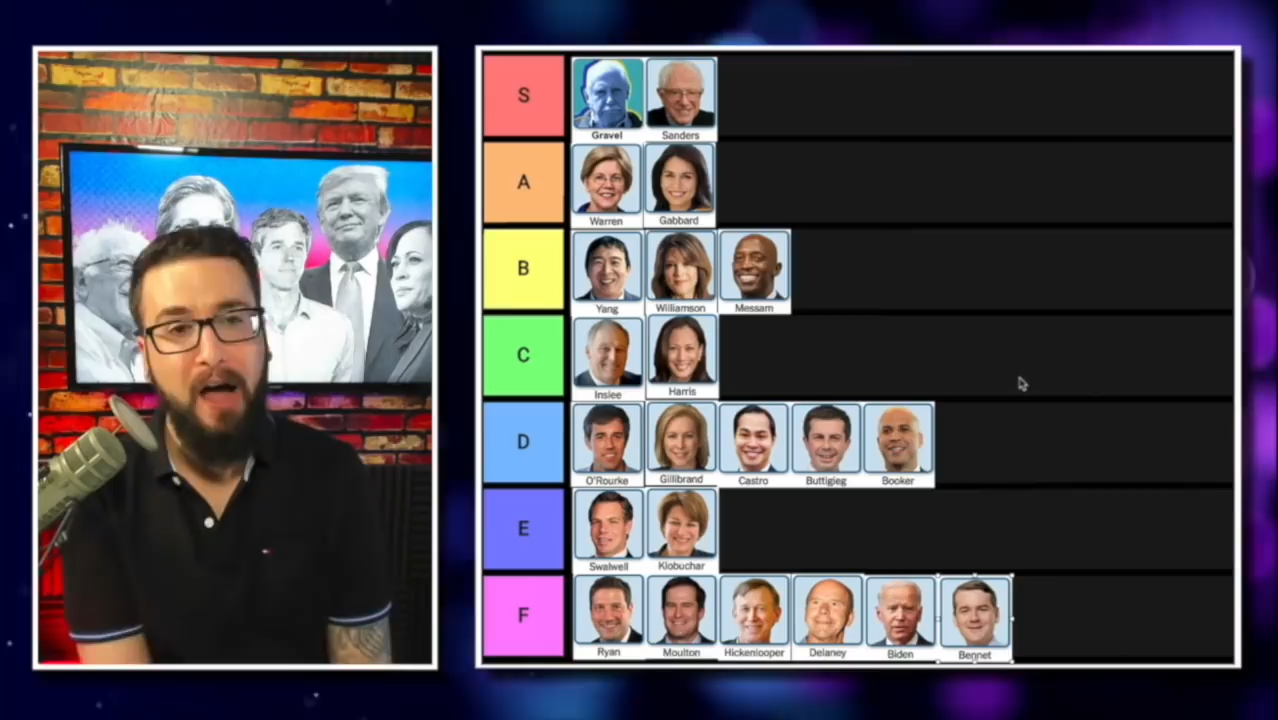 S
Gravel Sanders
A
Warren Gabbard
B
Yang Williamson Messam
C
Inslee Harris
D
O'Rourke Gillibrand Castro Buttigieg Booker
E
Swalwell Klobuchar
F
Ryan Moulton Hickenlooper Delaney Biden Bennet